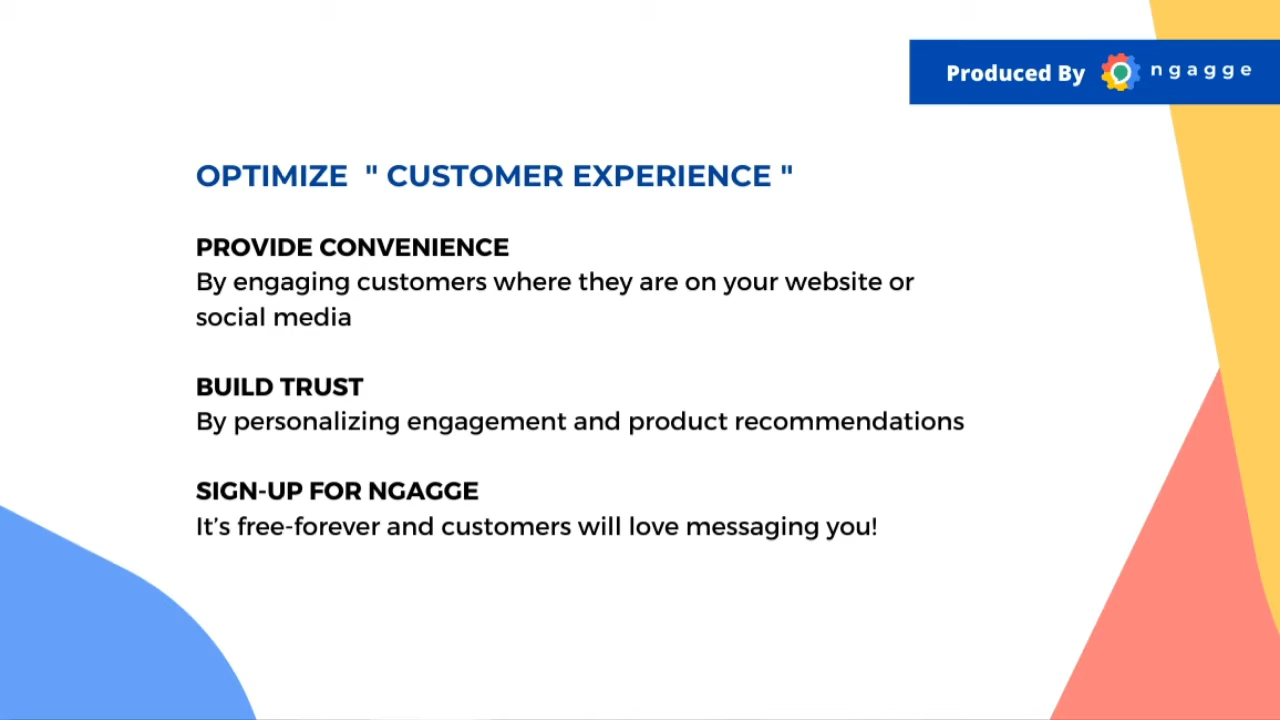 Produced By ngagge
OPTIMIZE " CUSTOMER EXPERIENCE "
PROVIDE CONVENIENCE
By engaging customers where they are on your website or
social media
BUILD TRUST
By personalizing engagement and product recommendations
SIGN-UP FOR NGAGGE
It’s free-forever and customers will love messaging you!